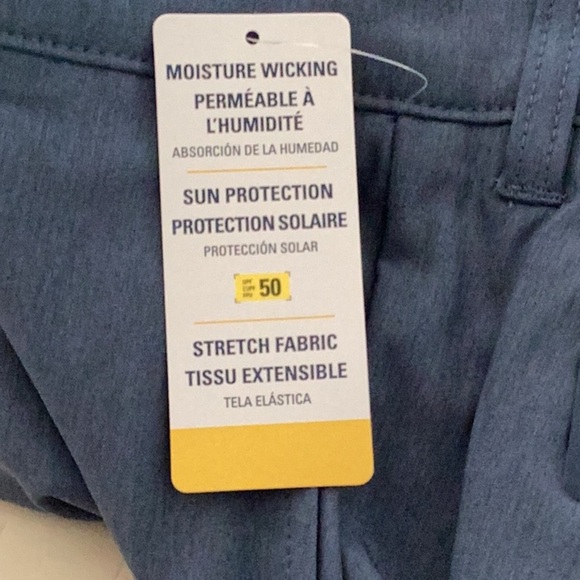 MOISTURE WICKING
PERMÉABLE À
L'HUMIDITÉ
ABSORCIÓN DE LA HUMEDAD
SUN PROTECTION
PROTECTION SOLAIRE
PROTECCIÓN SOLAR
50
STRETCH FABRIC
TISSU EXTENSIBLE
TELA ELÁSTICA